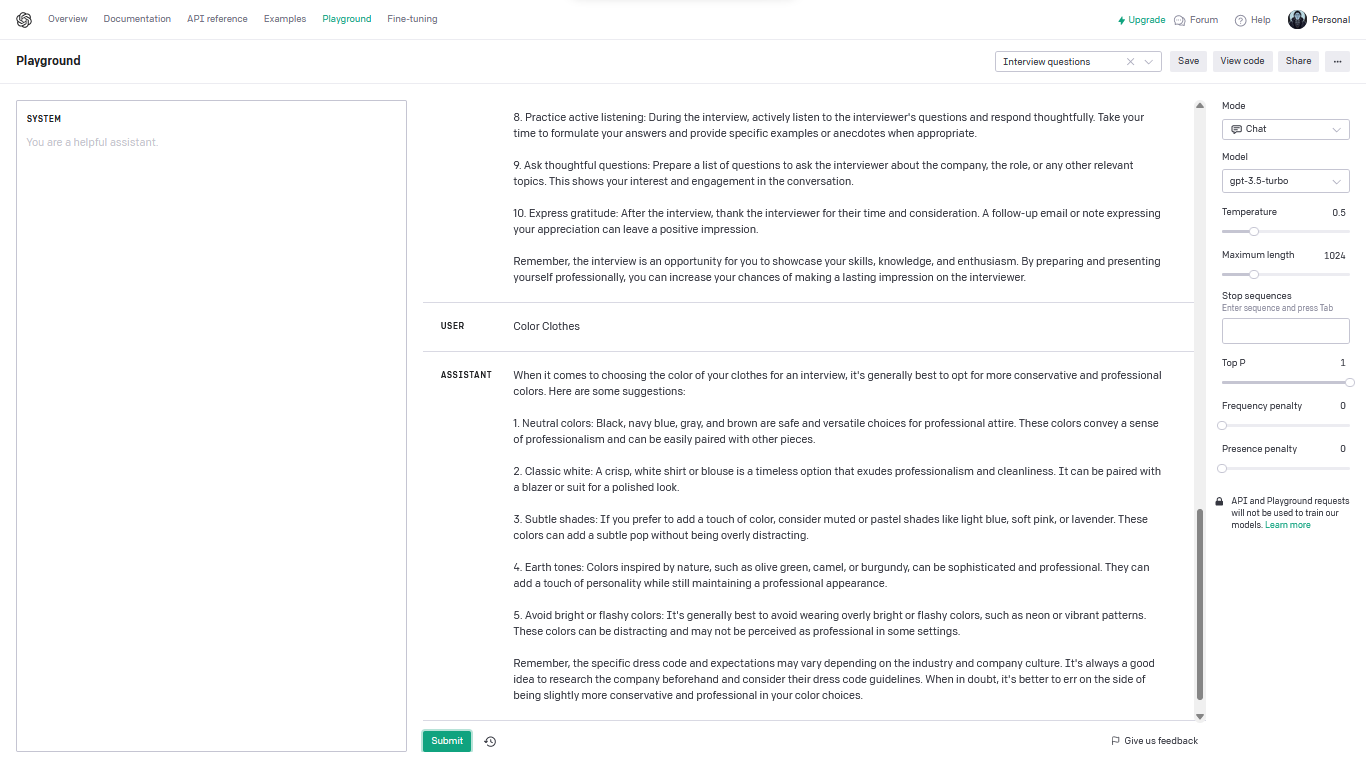 Overview Documentation API reference Examples Playground Fine-tuning Upgrade Forum Help Personal
Playground
Interview questions Save View code Share ...
SYSTEM
You are a helpful assistant.
8. Practice active listening: During the interview, actively listen to the interviewer's questions and respond thoughtfully. Take your
time to formulate your answers and provide specific examples or anecdotes when appropriate.
9. Ask thoughtful questions: Prepare a list of questions to ask the interviewer about the company, the role, or any other relevant
topics. This shows your interest and engagement in the conversation.
10. Express gratitude: After the interview, thank the interviewer for their time and consideration. A follow-up email or note expressing
your appreciation can leave a positive impression.
Remember, the interview is an opportunity for you to showcase your skills, knowledge, and enthusiasm. By preparing and presenting
yourself professionally, you can increase your chances of making a lasting impression on the interviewer.
USER Color Clothes
ASSISTANT When it comes to choosing the color of your clothes for an interview, it's generally best to opt for more conservative and professional
colors. Here are some suggestions:
1. Neutral colors: Black, navy blue, gray, and brown are safe and versatile choices for professional attire. These colors convey a sense
of professionalism and can be easily paired with other pieces.
2. Classic white: A crisp, white shirt or blouse is a timeless option that exudes professionalism and cleanliness. It can be paired with
a blazer or suit for a polished look.
3. Subtle shades: If you prefer to add a touch of color, consider muted or pastel shades like light blue, soft pink, or lavender. These
colors can add a subtle pop without being overly distracting.
4. Earth tones: Colors inspired by nature, such as olive green, camel, or burgundy, can be sophisticated and professional. They can
add a touch of personality while still maintaining a professional appearance.
5. Avoid bright or flashy colors: It's generally best to avoid wearing overly bright or flashy colors, such as neon or vibrant patterns.
These colors can be distracting and may not be perceived as professional in some settings.
Remember, the specific dress code and expectations may vary depending on the industry and company culture. It's always a good
idea to research the company beforehand and consider their dress code guidelines. When in doubt, it's better to err on the side of
being slightly more conservative and professional in your color choices.
Submit
Give us feedback
Mode
Chat
Model
gpt-3.5-turbo
Temperature 0.5
Maximum length 1024
Stop sequences
Enter sequence and press Tab
Top P 1
Frequency penalty 0
Presence penalty 0
API and Playground requests
will not be used to train our
models. Learn more